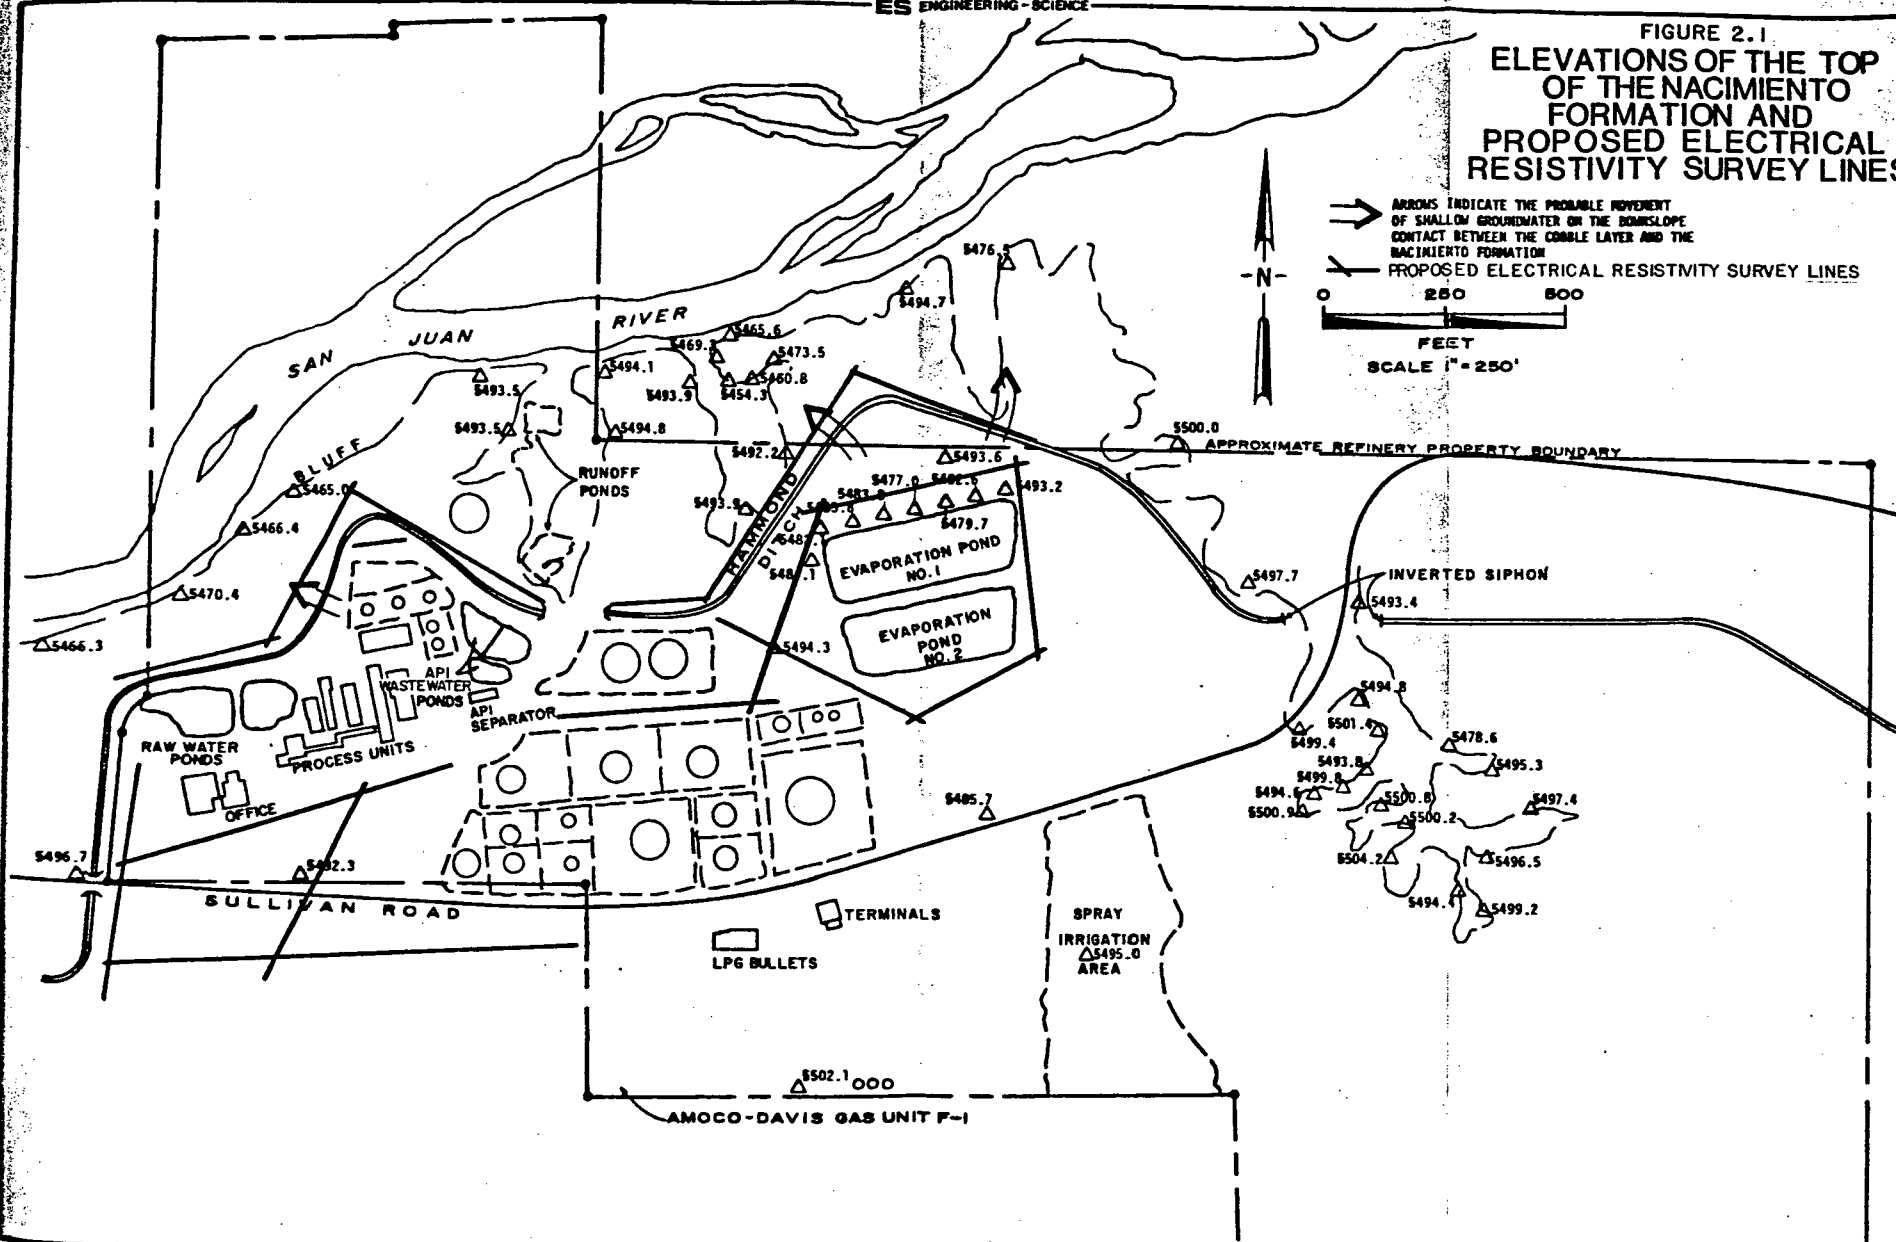 ES ENGINEERING-SCIENCE
FIGURE 2.1
ELEVATIONS OF THE TOP
OF THE NACIMIENTO
FORMATION AND
PROPOSED ELECTRICAL
RESISTIVITY SURVEY LINES
ARROWS INDICATE THE PROBABLE MOVEMENT
OF SHALLOW GROUNDWATER ON THE DOWNSLOPE
CONTACT BETWEEN THE COBBLE LAYER AND THE
NACIMIENTO FORMATION
PROPOSED ELECTRICAL RESISTIVITY SURVEY LINES
-N-
0 250 500
FEET
SCALE 1"=250'
5476.5
5494.7
SAN JUAN RIVER
5465.6
5469.3
5473.5
5494.1
5460.8
5493.5
5493.9
5454.3
5493.5
5494.8
5500.0
APPROXIMATE REFINERY PROPERTY BOUNDARY
BLUFF
5492.2
5493.6
RUNOFF
PONDS
5477.0
5493.2
5465.0
HAMMOND
DITCH
5479.7
5466.4
EVAPORATION POND
NO. 1
5497.7
INVERTED SIPHON
5470.4
5493.4
EVAPORATION
POND
NO. 2
5466.3
5494.3
API
WASTEWATER
PONDS
5494.8
API
SEPARATOR
5501.4
5499.4
5478.6
RAW WATER
PONDS
PROCESS UNITS
5493.8
5495.3
5499.8
5494.6
OFFICE
5485.7
5500.9
5500.8
5497.4
5500.2
5496.7
5504.2
5496.5
SULLIVAN ROAD
5494.4
5499.2
TERMINALS
SPRAY
IRRIGATION
5495.0
AREA
LPG BULLETS
5502.1
AMOCO-DAVIS GAS UNIT F-1